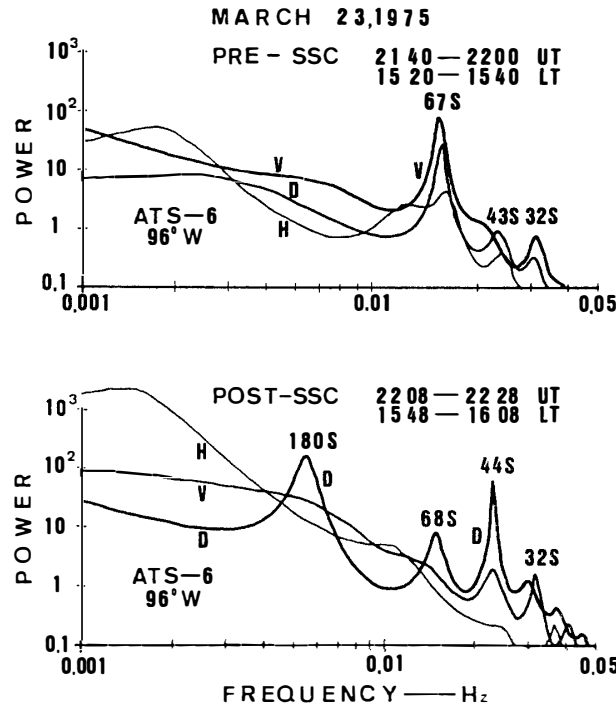 MARCH 23,1975
PRE-SSC 2140—2200 UT
1520—1540 LT
10³
10²
10
1
0.1
POWER
67S
V
V
D
H
43S 32S
ATS-6
96°W
0.001 0.01 0.05
POST-SSC 2208—2228 UT
1548—1608 LT
10³
10²
10
1
0.1
POWER
180S
H
D
V
D
44S
68S
D
32S
ATS-6
96°W
0.001 0.01 0.05
FREQUENCY—Hz